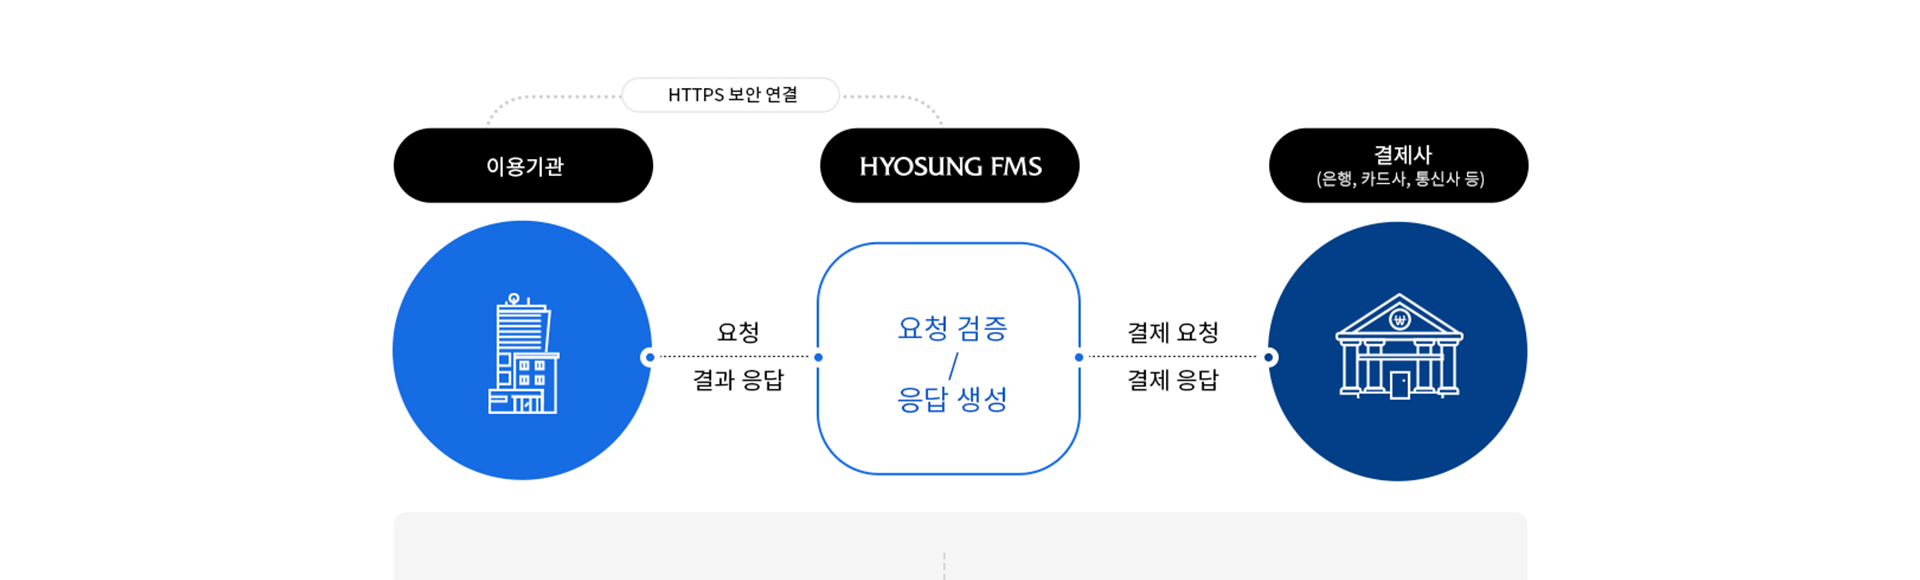 HTTPS 보안 연결
이용기관
HYOSUNG FMS
결제사
(은행, 카드사, 통신사 등)
요청
결과 응답
요청 검증
/
응답 생성
결제 요청
결제 응답
₩